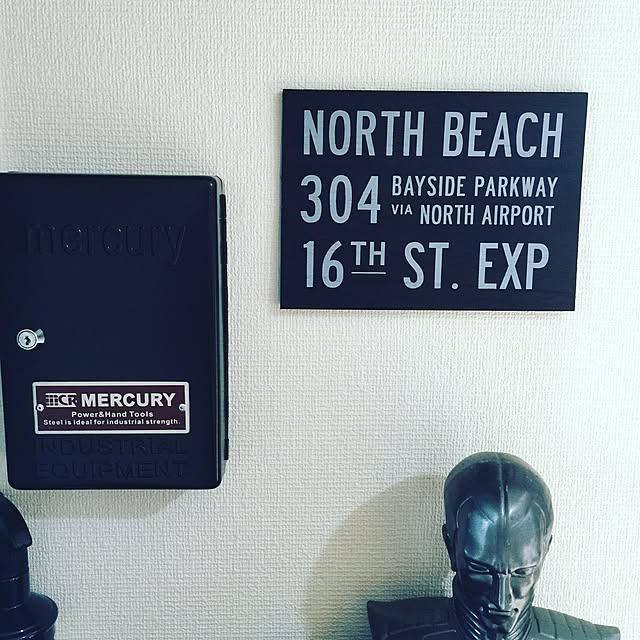 NORTH BEACH
304 BAYSIDE PARKWAY
VIA NORTH AIRPORT
16TH ST. EXP
mercury
MCR MERCURY
Power&Hand Tools
Steel is ideal for industrial strength.
INDUSTRIAL
EQUIPMENT